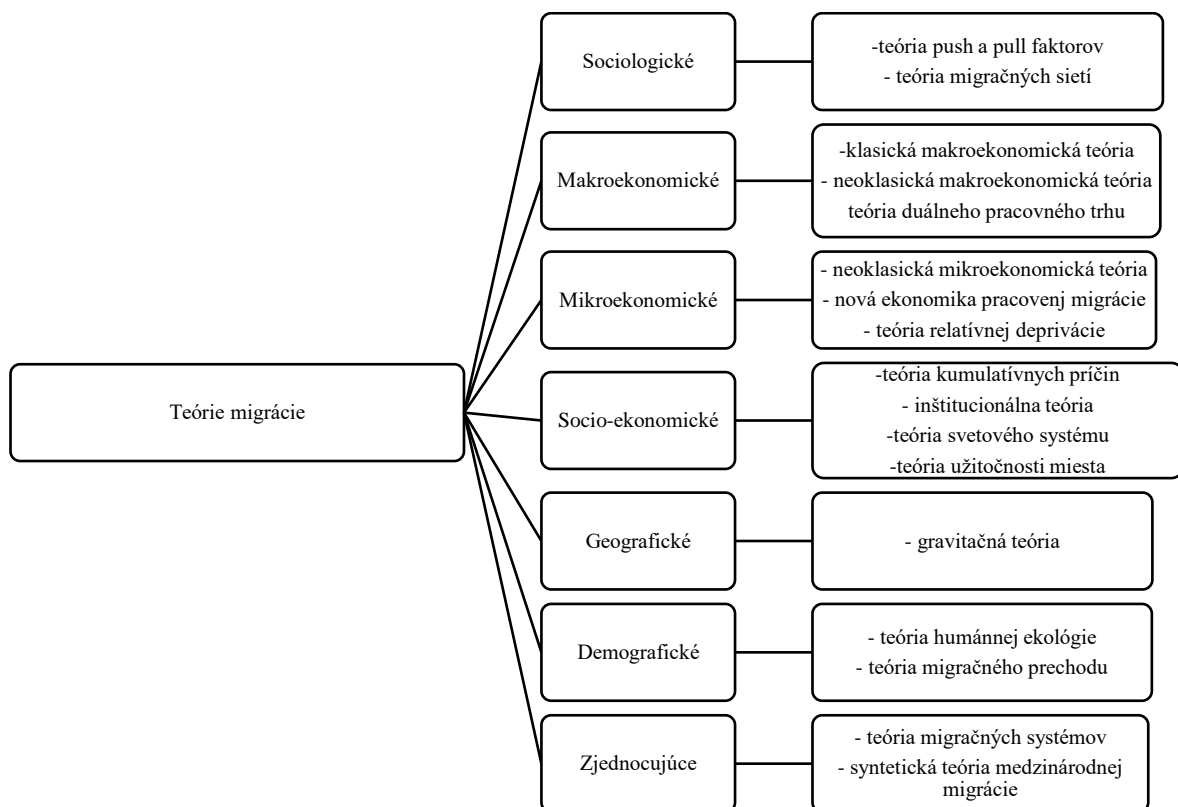 Teórie migrácie
Sociologické
-teória push a pull faktorov
- teória migračných sietí
Makroekonomické
-klasická makroekonomická teória
- neoklasická makroekonomická teória
teória duálneho pracovného trhu
Mikroekonomické
- neoklasická mikroekonomická teória
- nová ekonomika pracovenj migrácie
- teória relatívnej deprivácie
Socio-ekonomické
-teória kumulatívnych príčin
- inštitucionálna teória
-teória svetového systému
-teória užitočnosti miesta
Geografické
- gravitačná teória
Demografické
- teória humánnej ekológie
- teória migračného prechodu
Zjednocujúce
- teória migračných systémov
- syntetická teória medzinárodnej
migrácie